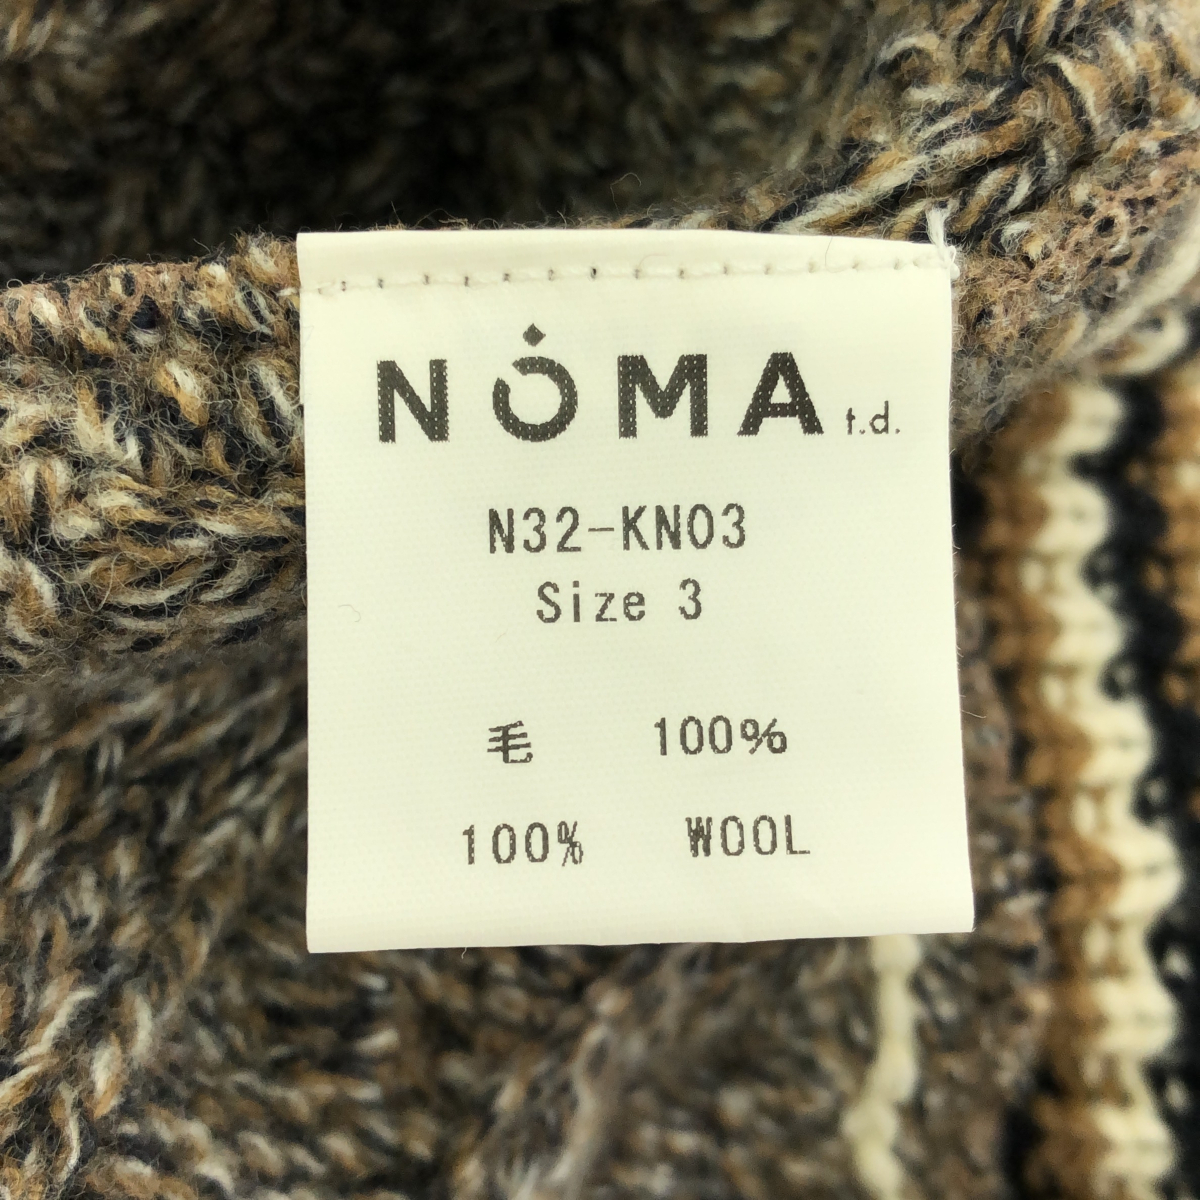 NOMA t.d.
N32-KN03
Size 3
毛 100%
100% WOOL